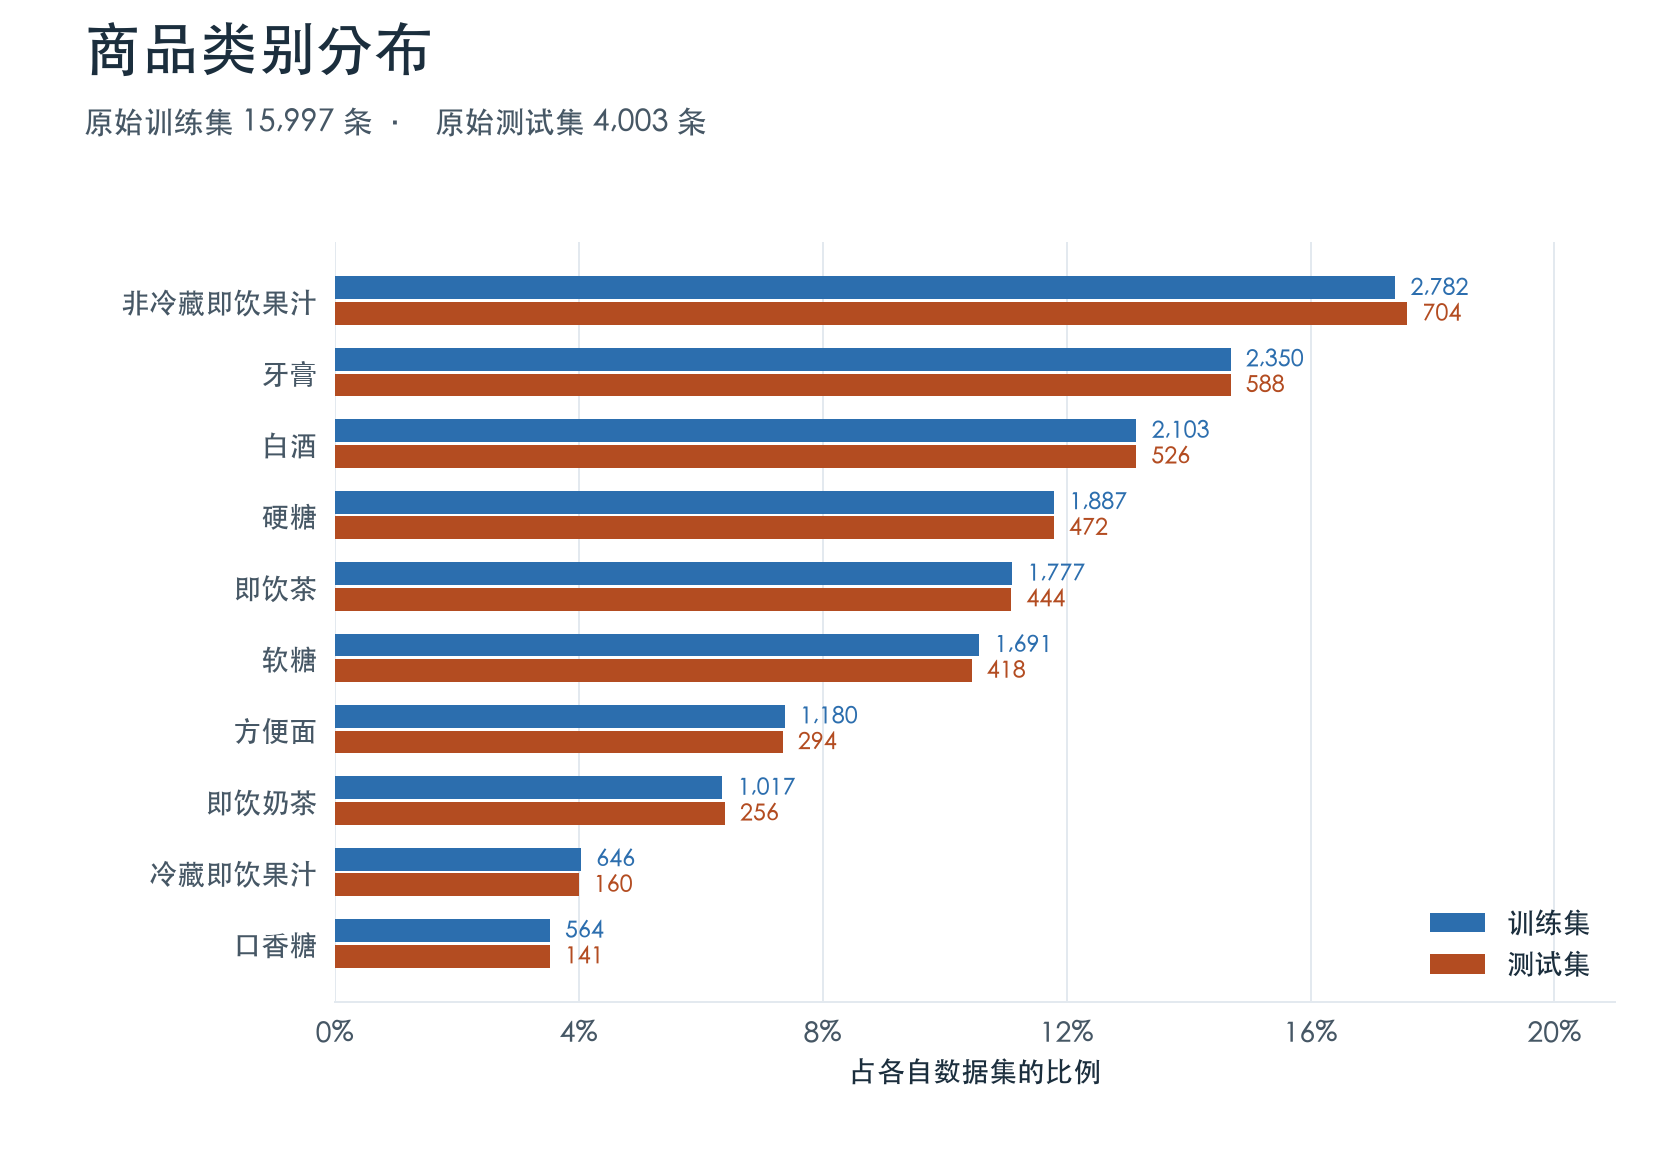 商品类别分布
原始训练集 15,997 条 · 原始测试集 4,003 条
非冷藏即饮果汁 2,782
704
牙膏 2,350
588
白酒 2,103
526
硬糖 1,887
472
即饮茶 1,777
444
软糖 1,691
418
方便面 1,180
294
即饮奶茶 1,017
256
冷藏即饮果汁 646
160
口香糖 564
141
训练集
测试集
0% 4% 8% 12% 16% 20%
占各自数据集的比例